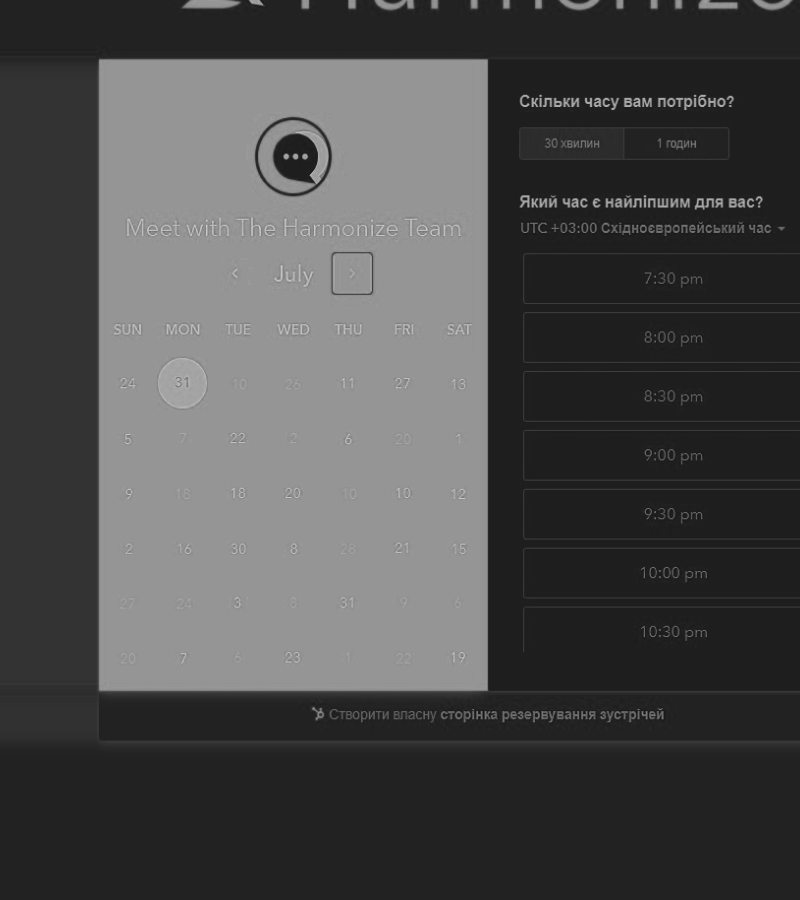 Harmonize
Meet with The Harmonize Team
July
SUN MON TUE WED THU FRI SAT
24 31 10 26 11 27 13
5 7 22 2 6 20 1
9 18 18 20 10 10 12
2 16 30 8 28 21 15
27 24 3 8 31 9 6
20 7 6 23 1 22 19
Скільки часу вам потрібно?
30 хвилин 1 годин
Який час є найліпшим для вас?
UTC +03:00 Східноєвропейський час
7:30 pm
8:00 pm
8:30 pm
9:00 pm
9:30 pm
10:00 pm
10:30 pm
Створити власну сторінка резервування зустрічей